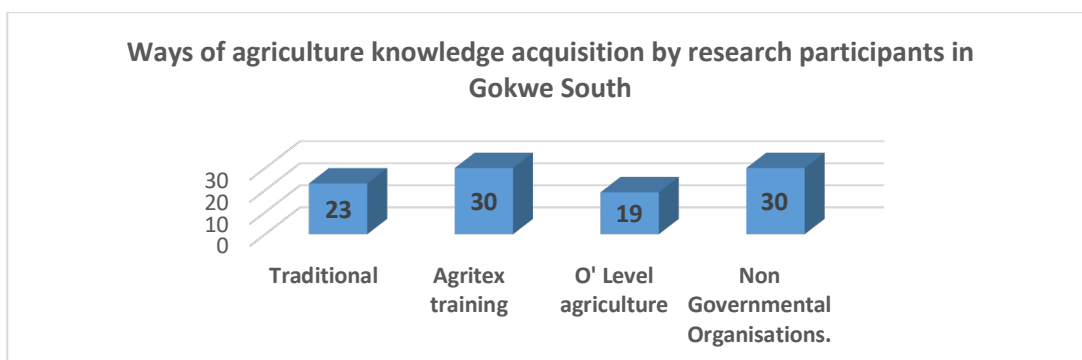 Ways of agriculture knowledge acquisition by research participants in
Gokwe South
30
20
10
0
23
30
19
30
Traditional
Agritex
training
O' Level
agriculture
Non
Governmental
Organisations.